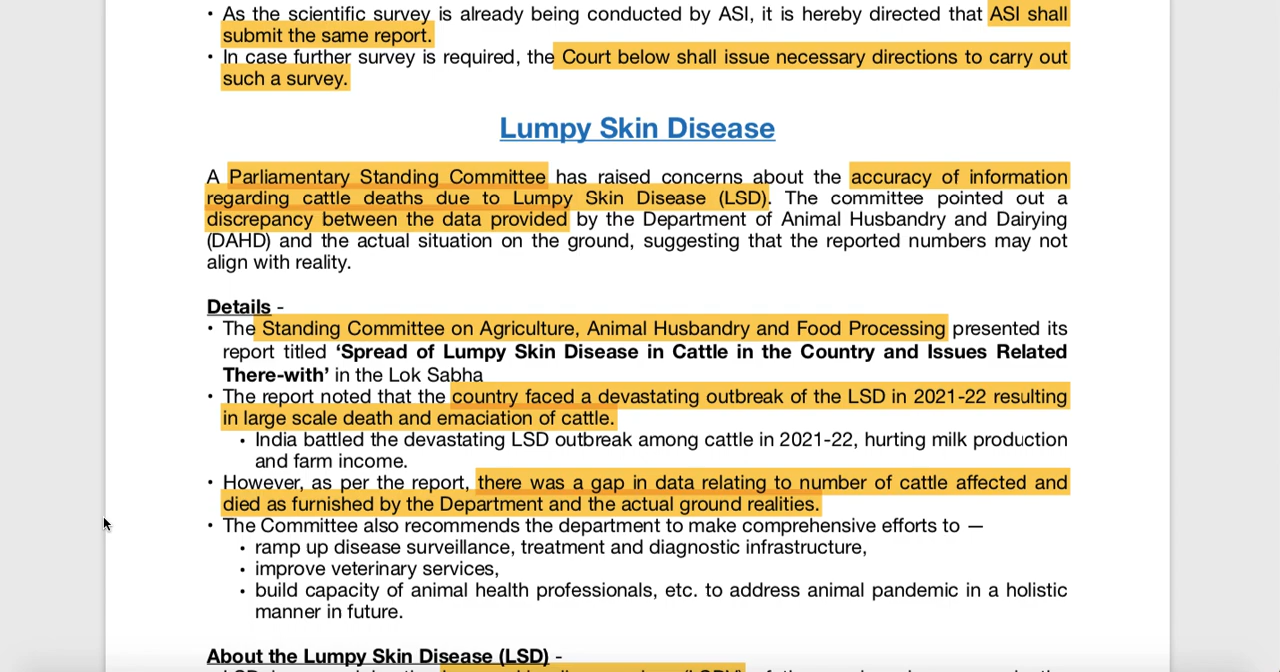 • As the scientific survey is already being conducted by ASI, it is hereby directed that ASI shall
submit the same report.
• In case further survey is required, the Court below shall issue necessary directions to carry out
such a survey.
Lumpy Skin Disease
A Parliamentary Standing Committee has raised concerns about the accuracy of information
regarding cattle deaths due to Lumpy Skin Disease (LSD). The committee pointed out a
discrepancy between the data provided by the Department of Animal Husbandry and Dairying
(DAHD) and the actual situation on the ground, suggesting that the reported numbers may not
align with reality.
Details -
• The Standing Committee on Agriculture, Animal Husbandry and Food Processing presented its
report titled ‘Spread of Lumpy Skin Disease in Cattle in the Country and Issues Related
There-with’ in the Lok Sabha
• The report noted that the country faced a devastating outbreak of the LSD in 2021-22 resulting
in large scale death and emaciation of cattle.
• India battled the devastating LSD outbreak among cattle in 2021-22, hurting milk production
and farm income.
• However, as per the report, there was a gap in data relating to number of cattle affected and
died as furnished by the Department and the actual ground realities.
• The Committee also recommends the department to make comprehensive efforts to —
• ramp up disease surveillance, treatment and diagnostic infrastructure,
• improve veterinary services,
• build capacity of animal health professionals, etc. to address animal pandemic in a holistic
manner in future.
About the Lumpy Skin Disease (LSD) -